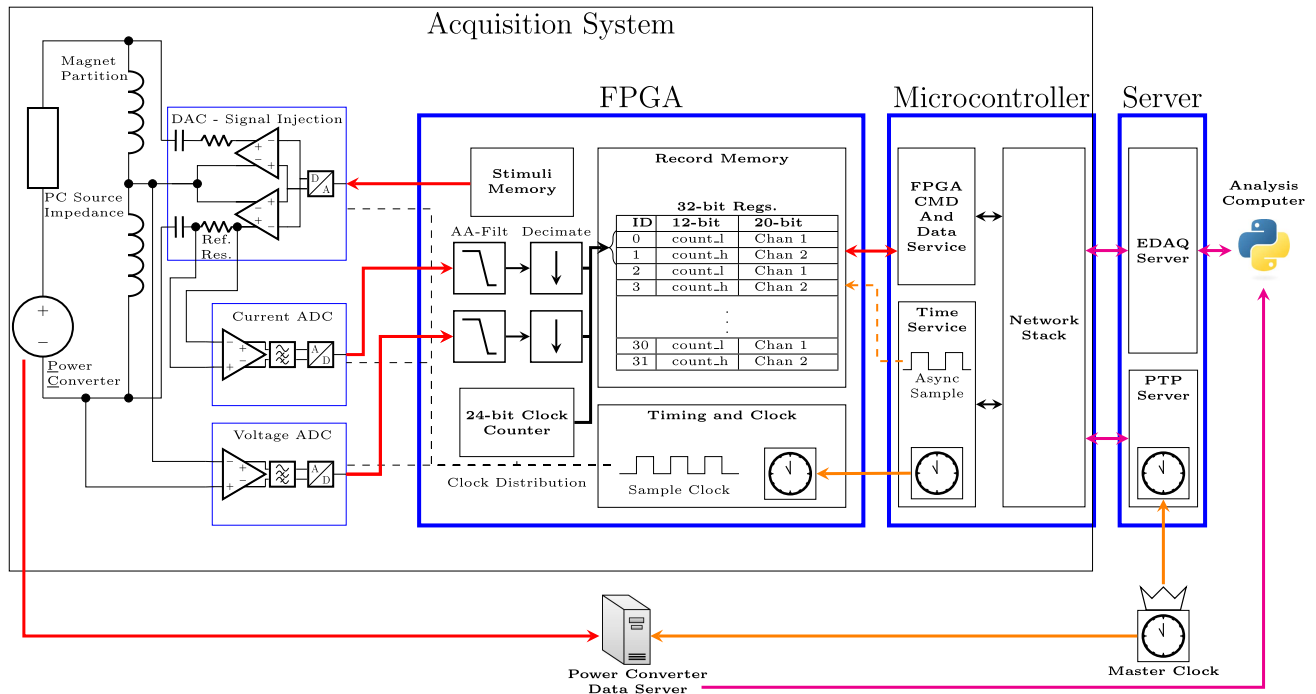 Acquisition System
Magnet
Partition
PC Source
Impedance
+
−
Power
Converter
DAC - Signal Injection
+
−
−
+
+
−
−
+
D
A
Ref.
Res.
Current ADC
−
+
A
D
Voltage ADC
−
+
A
D
FPGA
Stimuli
Memory
AA-Filt
Decimate
24-bit Clock
Counter
Clock Distribution
Record Memory
32-bit Regs.
ID 12-bit 20-bit
0 count_l Chan 1
1 count_h Chan 2
2 count_l Chan 1
3 count_h Chan 2
.
.
.
30 count_l Chan 1
31 count_h Chan 2
Timing and Clock
Sample Clock
Microcontroller
FPGA
CMD
And
Data
Service
Time
Service
Async
Sample
Network
Stack
Server
EDAQ
Server
PTP
Server
Analysis
Computer
Master Clock
Power Converter
Data Server